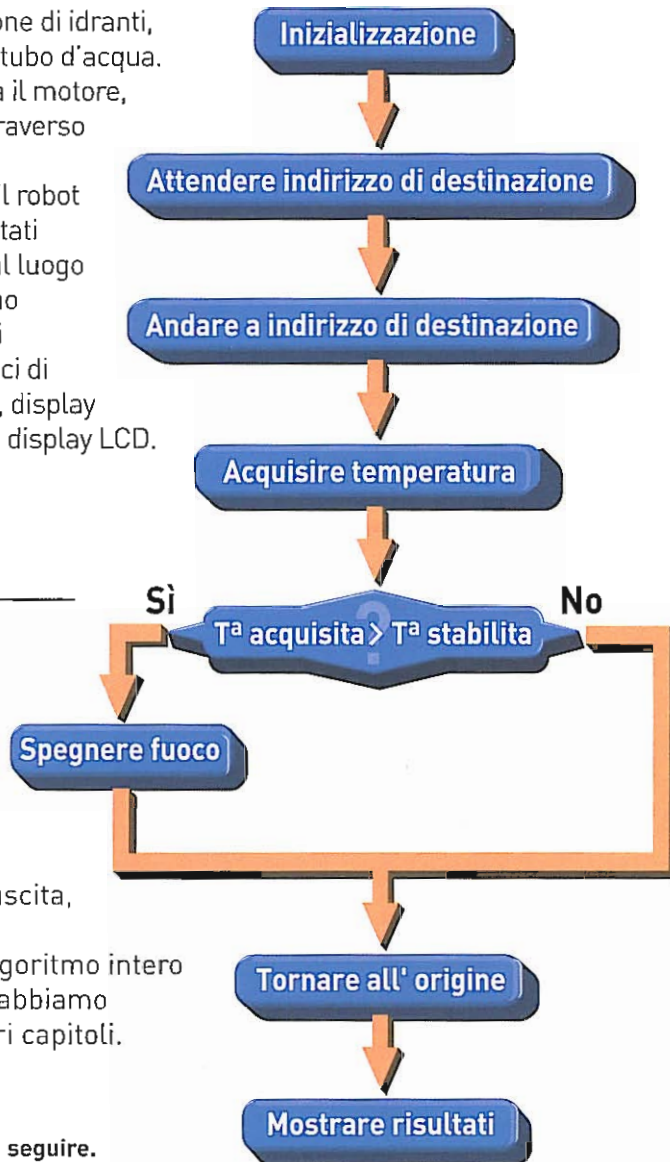 one di idranti,
tubo d'acqua.
a il motore,
raverso
l robot
tati
al luogo
no
i
ci di
, display
display LCD.
Inizializzazione
Attendere indirizzo di destinazione
Andare a indirizzo di destinazione
Acquisire temperatura
Sì
No
?
Tª acquisita > Tª stabilita
Spegnere fuoco
uscita,
goritmo intero
abbiamo
ri capitoli.
Tornare all' origine
Mostrare risultati
seguire.